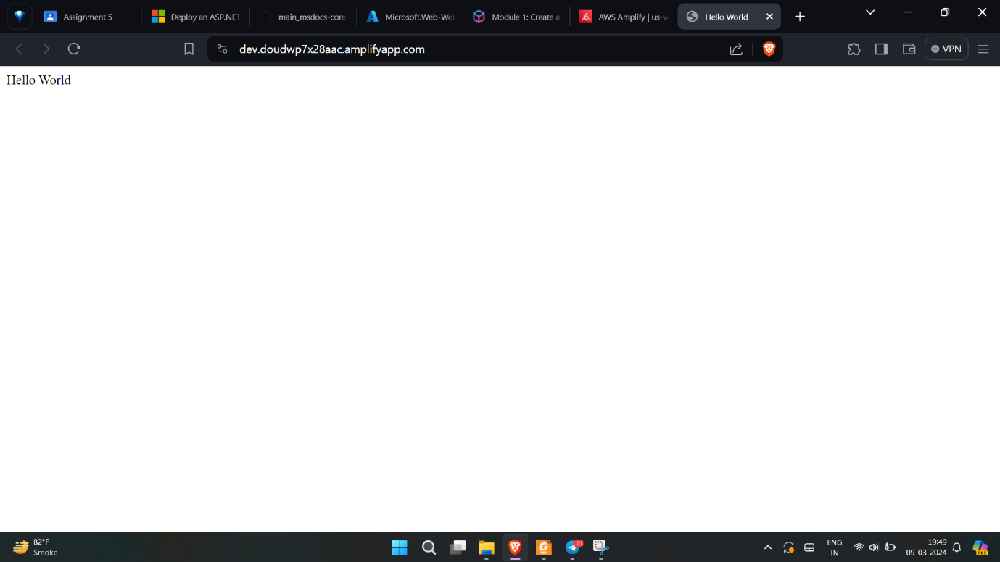 Assignment 5
Deploy an ASP.NET
main_msdocs-core-
Microsoft.Web-Wel
Module 1: Create a
AWS Amplify | us-w
Hello World
dev.doudwp7x28aac.amplifyapp.com
VPN
Hello World
82°F
Smoke
01
ENG
IN
19:49
09-03-2024
PRE